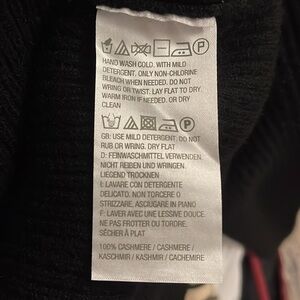 HAND WASH COLD. WITH MILD
DETERGENT, ONLY NON-CHLORINE
BLEACH WHEN NEEDED. DO NOT
WRING OR TWIST. LAY FLAT TO DRY.
WARM IRON IF NEEDED. OR DRY
CLEAN
GB: USE MILD DETERGENT. DO NOT
RUB OR WRING. DRY FLAT
D: FEINWASCHMITTEL VERWENDEN.
NICHT REIBEN UND WRINGEN.
LIEGEND TROCKNEN
I: LAVARE CON DETERGENTE
DELICATO. NON TORCERE O
STRIZZARE, ASCIUGARE IN PIANO
F: LAVER AVEC UNE LESSIVE DOUCE.
NE PAS FROTTER OU TORDRE.
SÉCHER À PLAT
100% CASHMERE / CACHEMIRE /
KASCHMIR / KASHMIR / CACHEMIRE